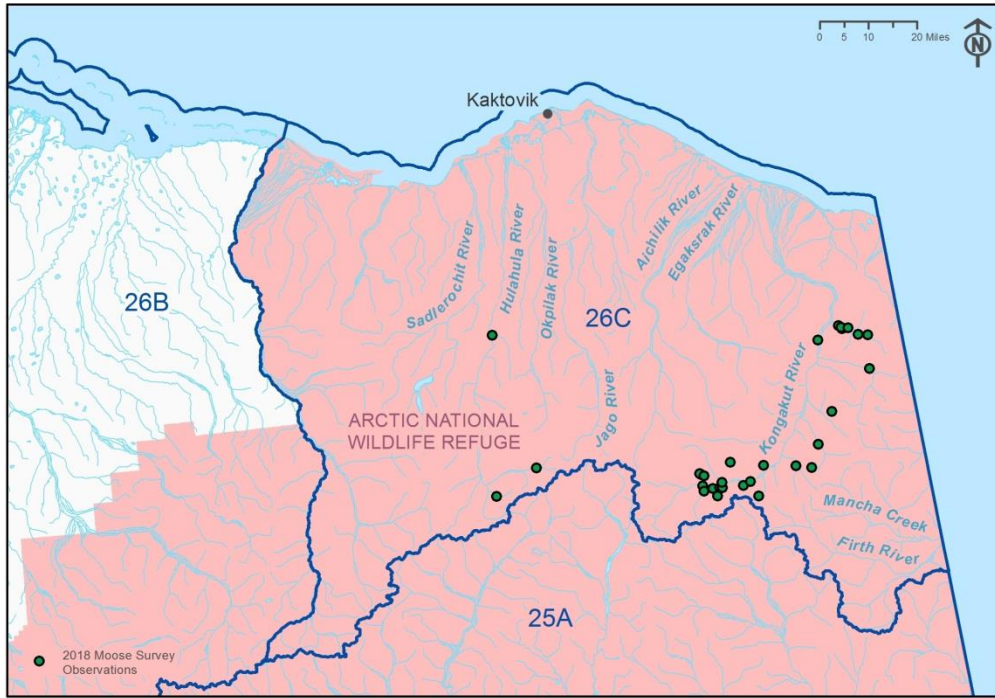 0 5 10 20 Miles
N
Kaktovik
Sadlerochit River
Hulahula River
Okpilak River
Aichilik River
Egaksrak River
26B
26C
ARCTIC NATIONAL
WILDLIFE REFUGE
Jago River
Kongakut River
Mancha Creek
Firth River
25A
2018 Moose Survey
Observations